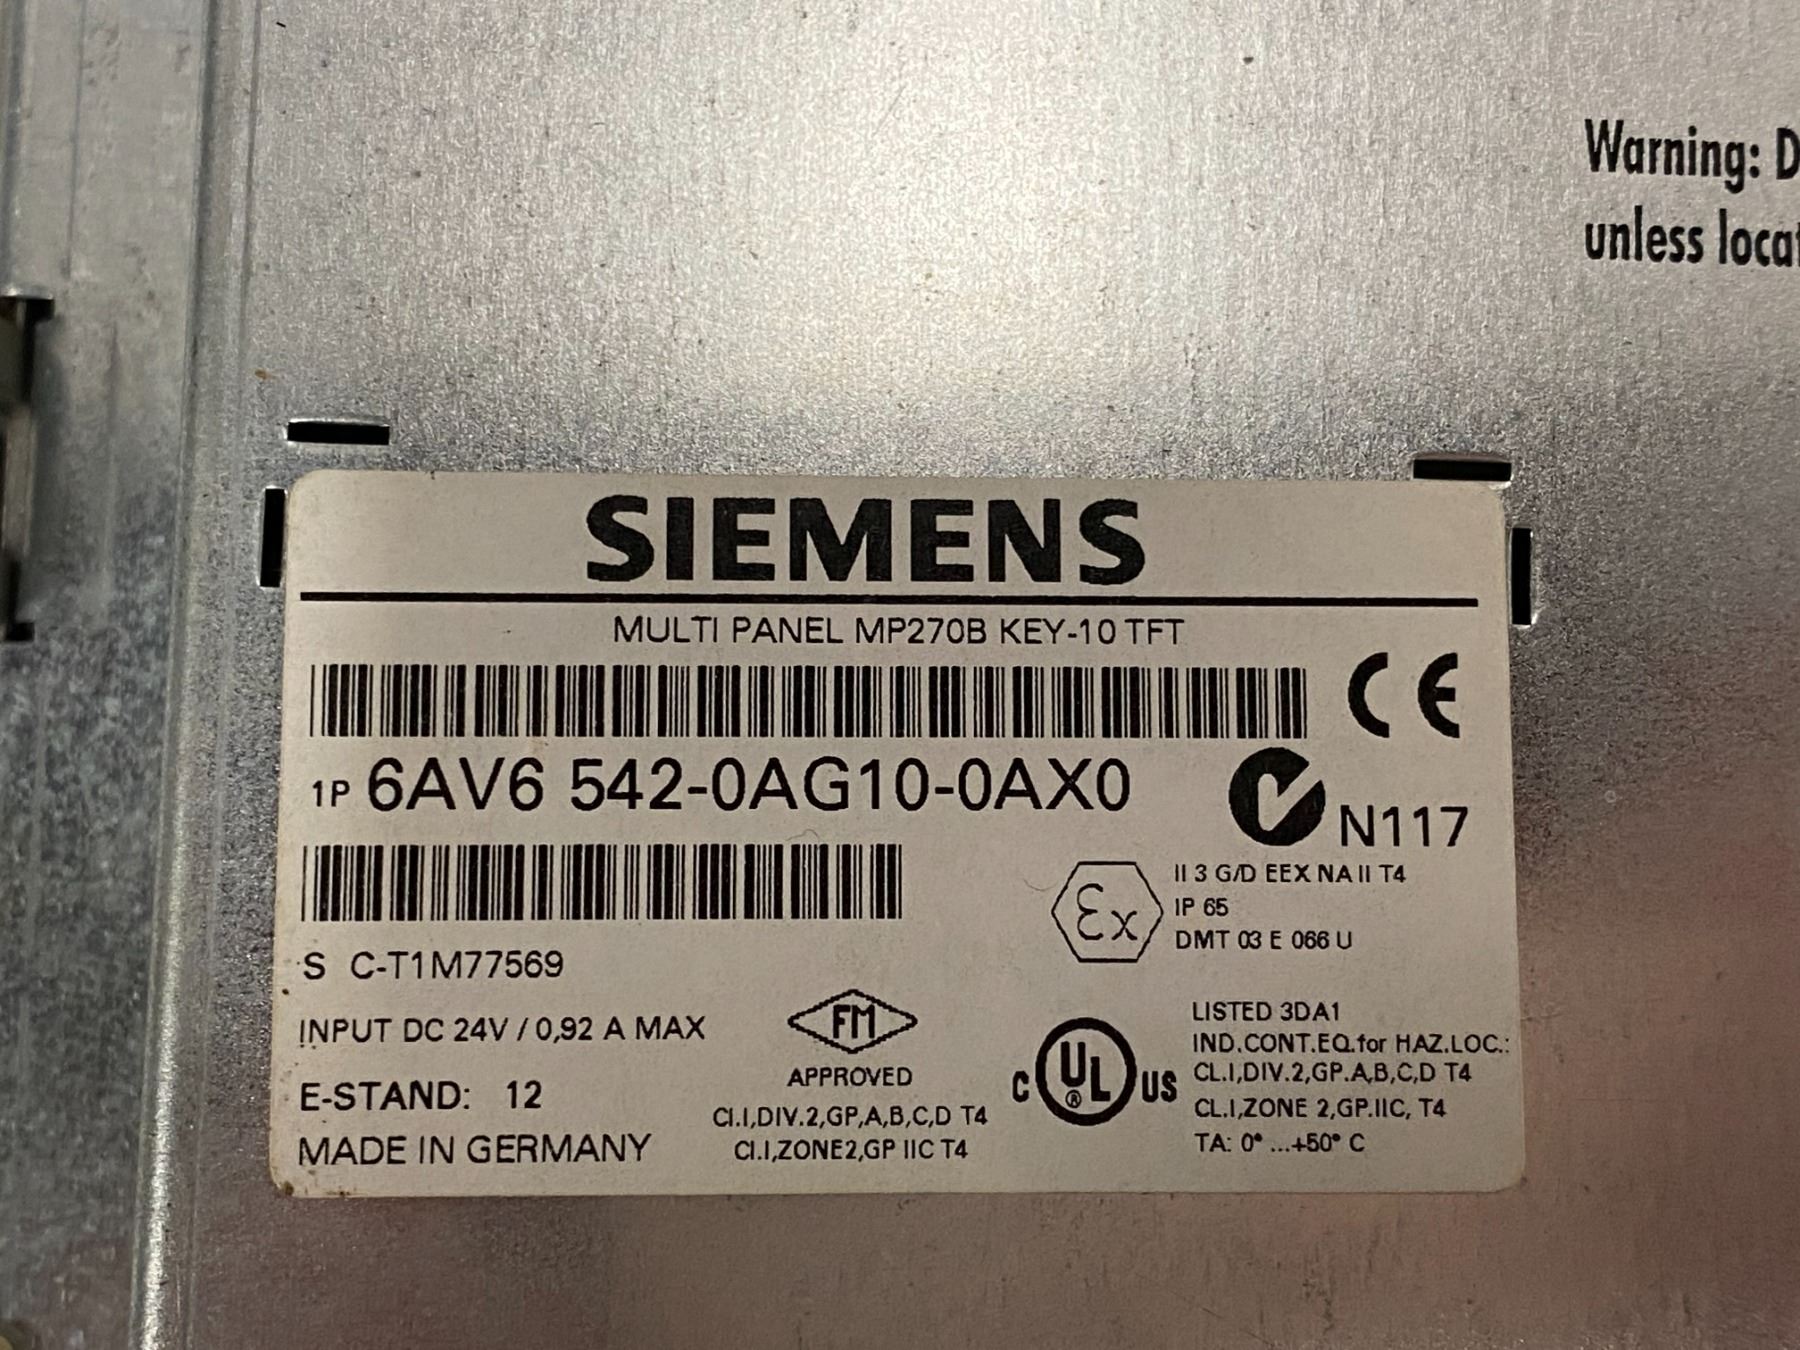 Warning: D
unless locat
SIEMENS
MULTI PANEL MP270B KEY-10 TFT
CE
1P 6AV6 542-0AG10-0AX0
N117
II 3 G/D EEX NA II T4
Ex
IP 65
DMT 03 E 066 U
S C-T1M77569
INPUT DC 24V / 0,92 A MAX
FM
APPROVED
CI.I,DIV.2,GP,A,B,C,D T4
CI.I,ZONE2,GP IIC T4
E-STAND: 12
MADE IN GERMANY
C UL ® US
LISTED 3DA1
IND.CONT.EQ.for HAZ.LOC.:
CL.I,DIV.2,GP.A,B,C,D T4
CL.I,ZONE 2,GP.IIC, T4
TA: 0° ...+50° C